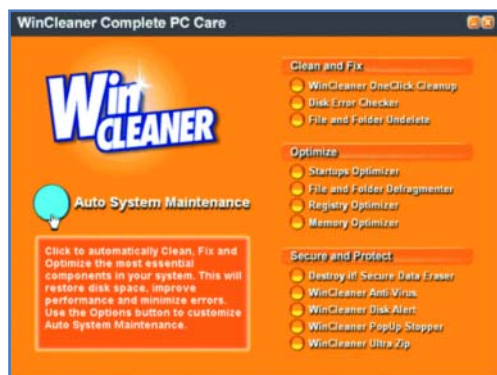 WinCleaner Complete PC Care
Win
CLEANER
Auto System Maintenance
Click to automatically Clean, Fix and
Optimize the most essential
components in your system. This will
restore disk space, improve
performance and minimize errors.
Use the Options button to customize
Auto System Maintenance.
Clean and Fix
WinCleaner OneClick Cleanup
Disk Error Checker
File and Folder Undelete
Optimize
Startups Optimizer
File and Folder Defragmenter
Registry Optimizer
Memory Optimizer
Secure and Protect
Destroy it! Secure Data Eraser
WinCleaner Anti-Virus
WinCleaner Disk Alert
WinCleaner PopUp Stopper
WinCleaner Ultra Zip